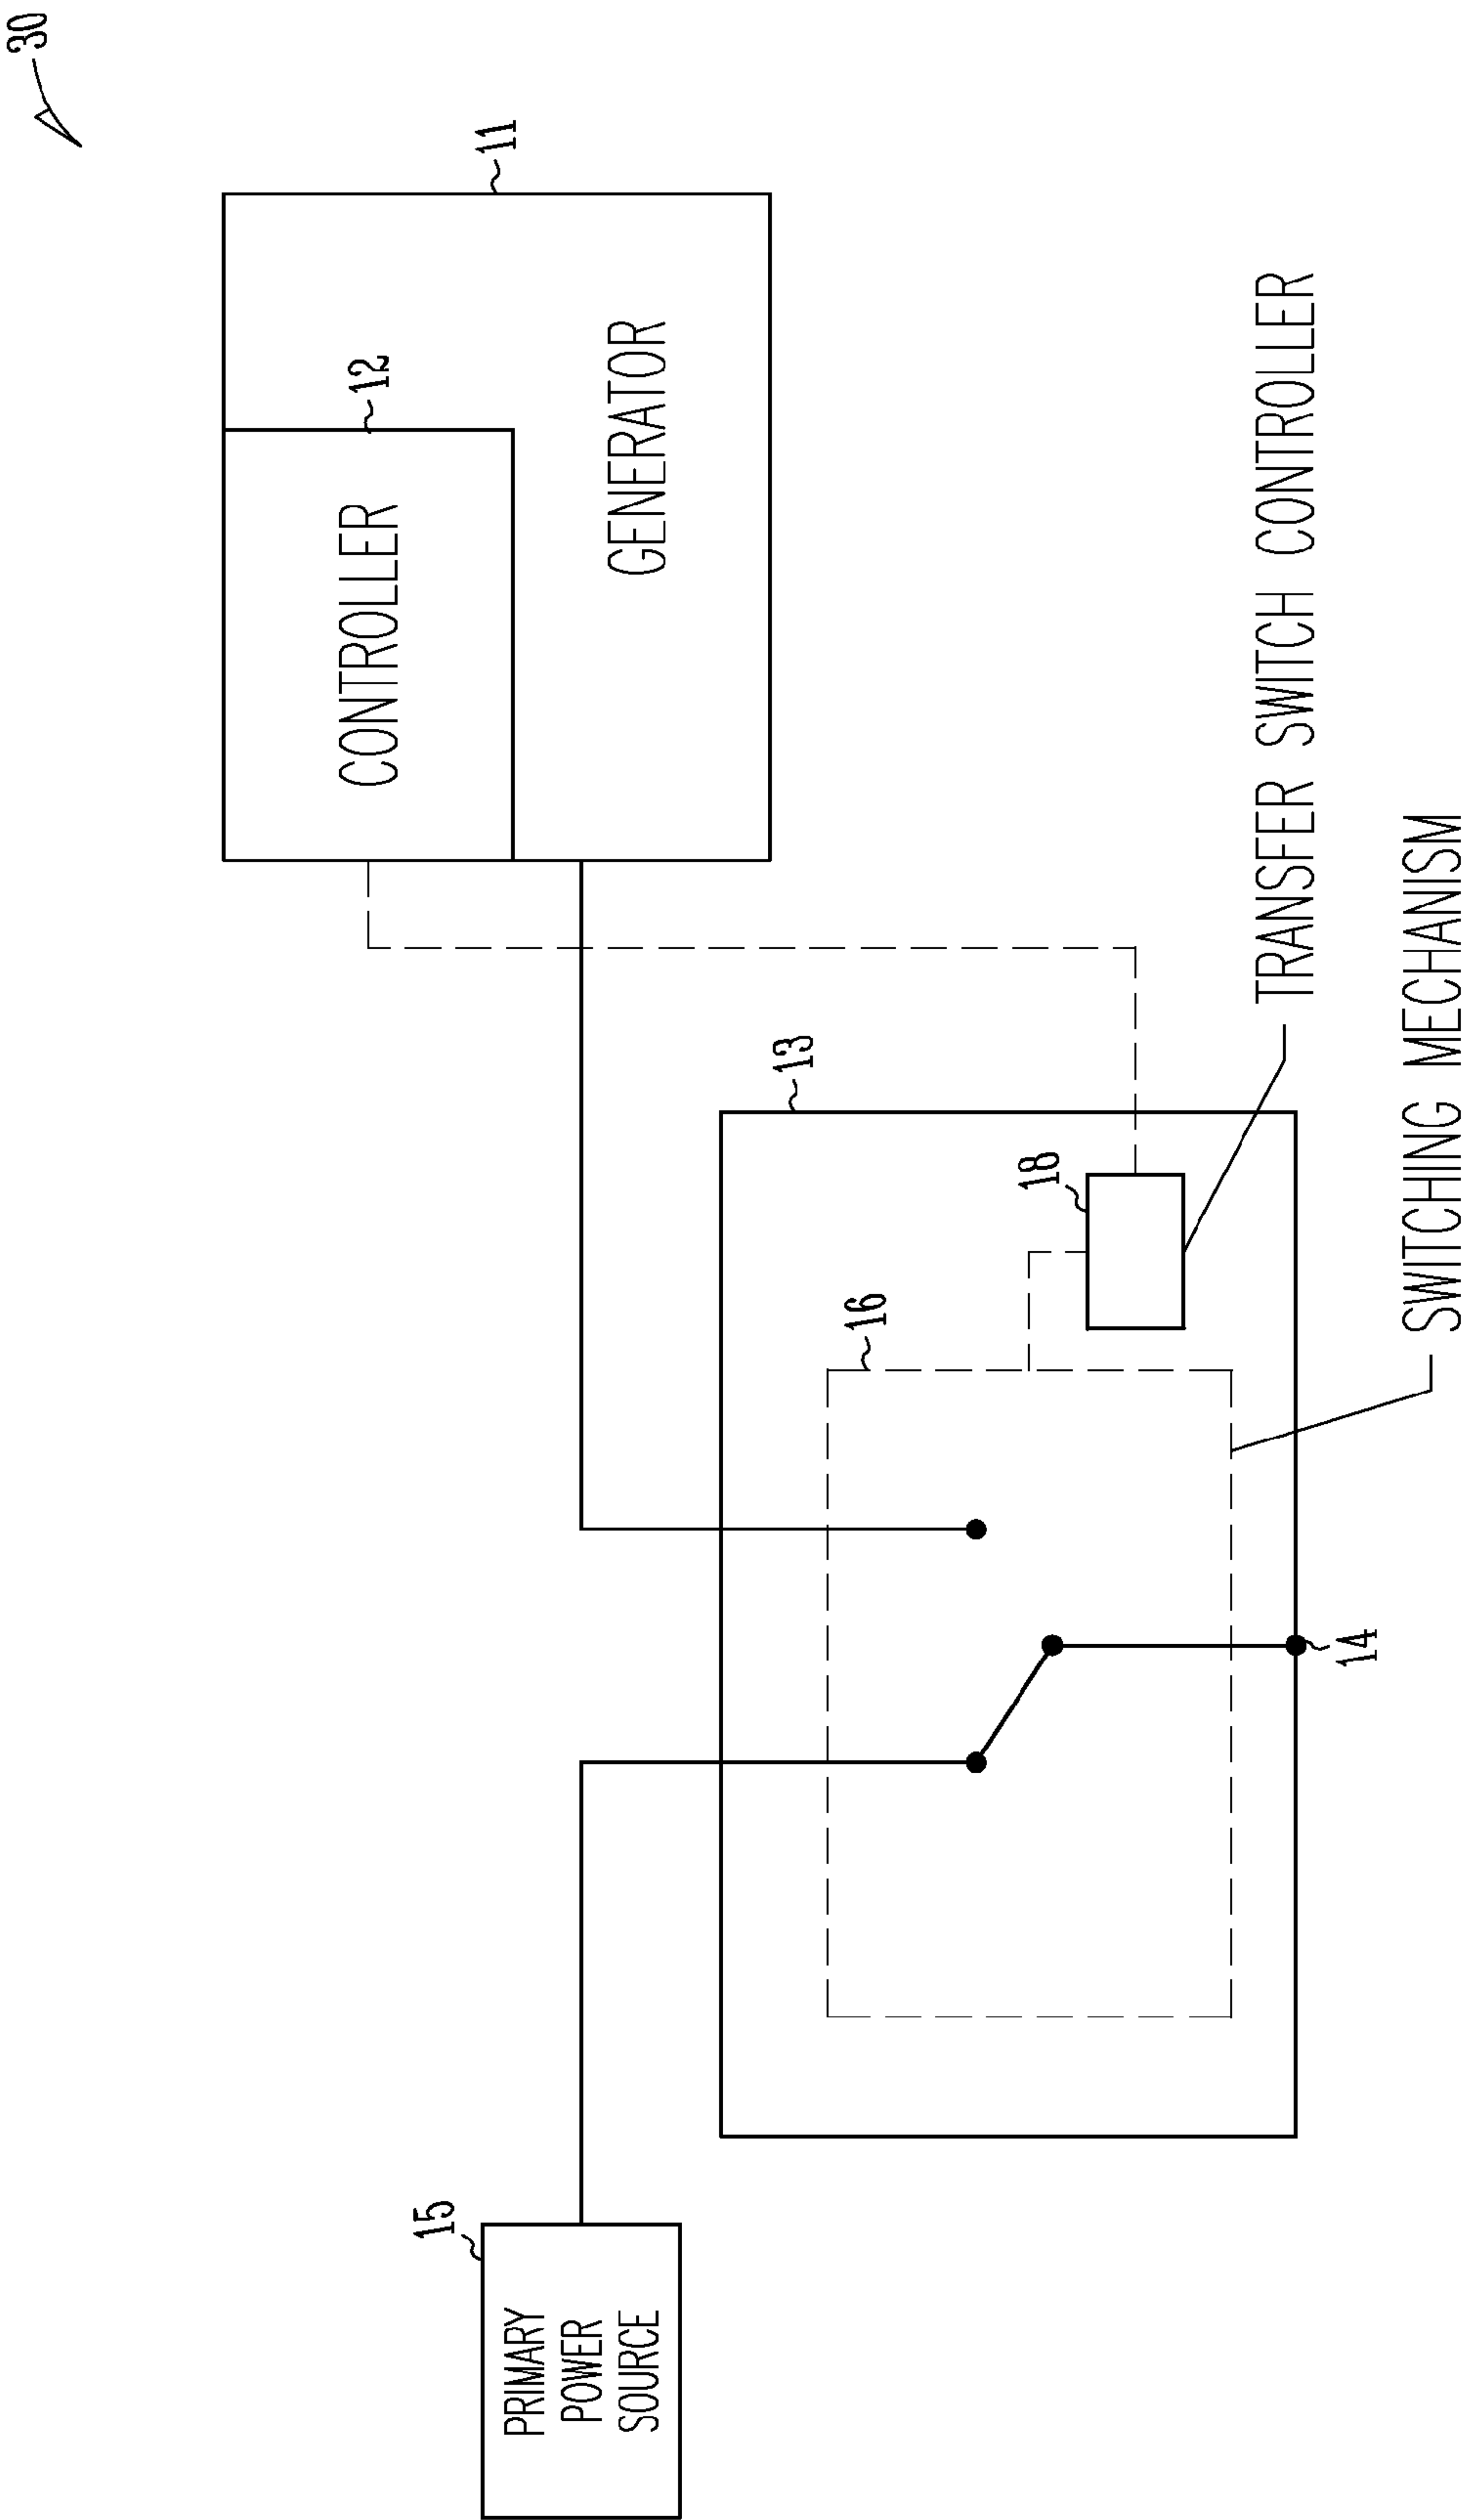 30
11
12
CONTROLLER
GENERATOR
13
18
16
TRANSFER SWITCH CONTROLLER
SWITCHING MECHANISM
14
15
PRIMARY
POWER
SOURCE